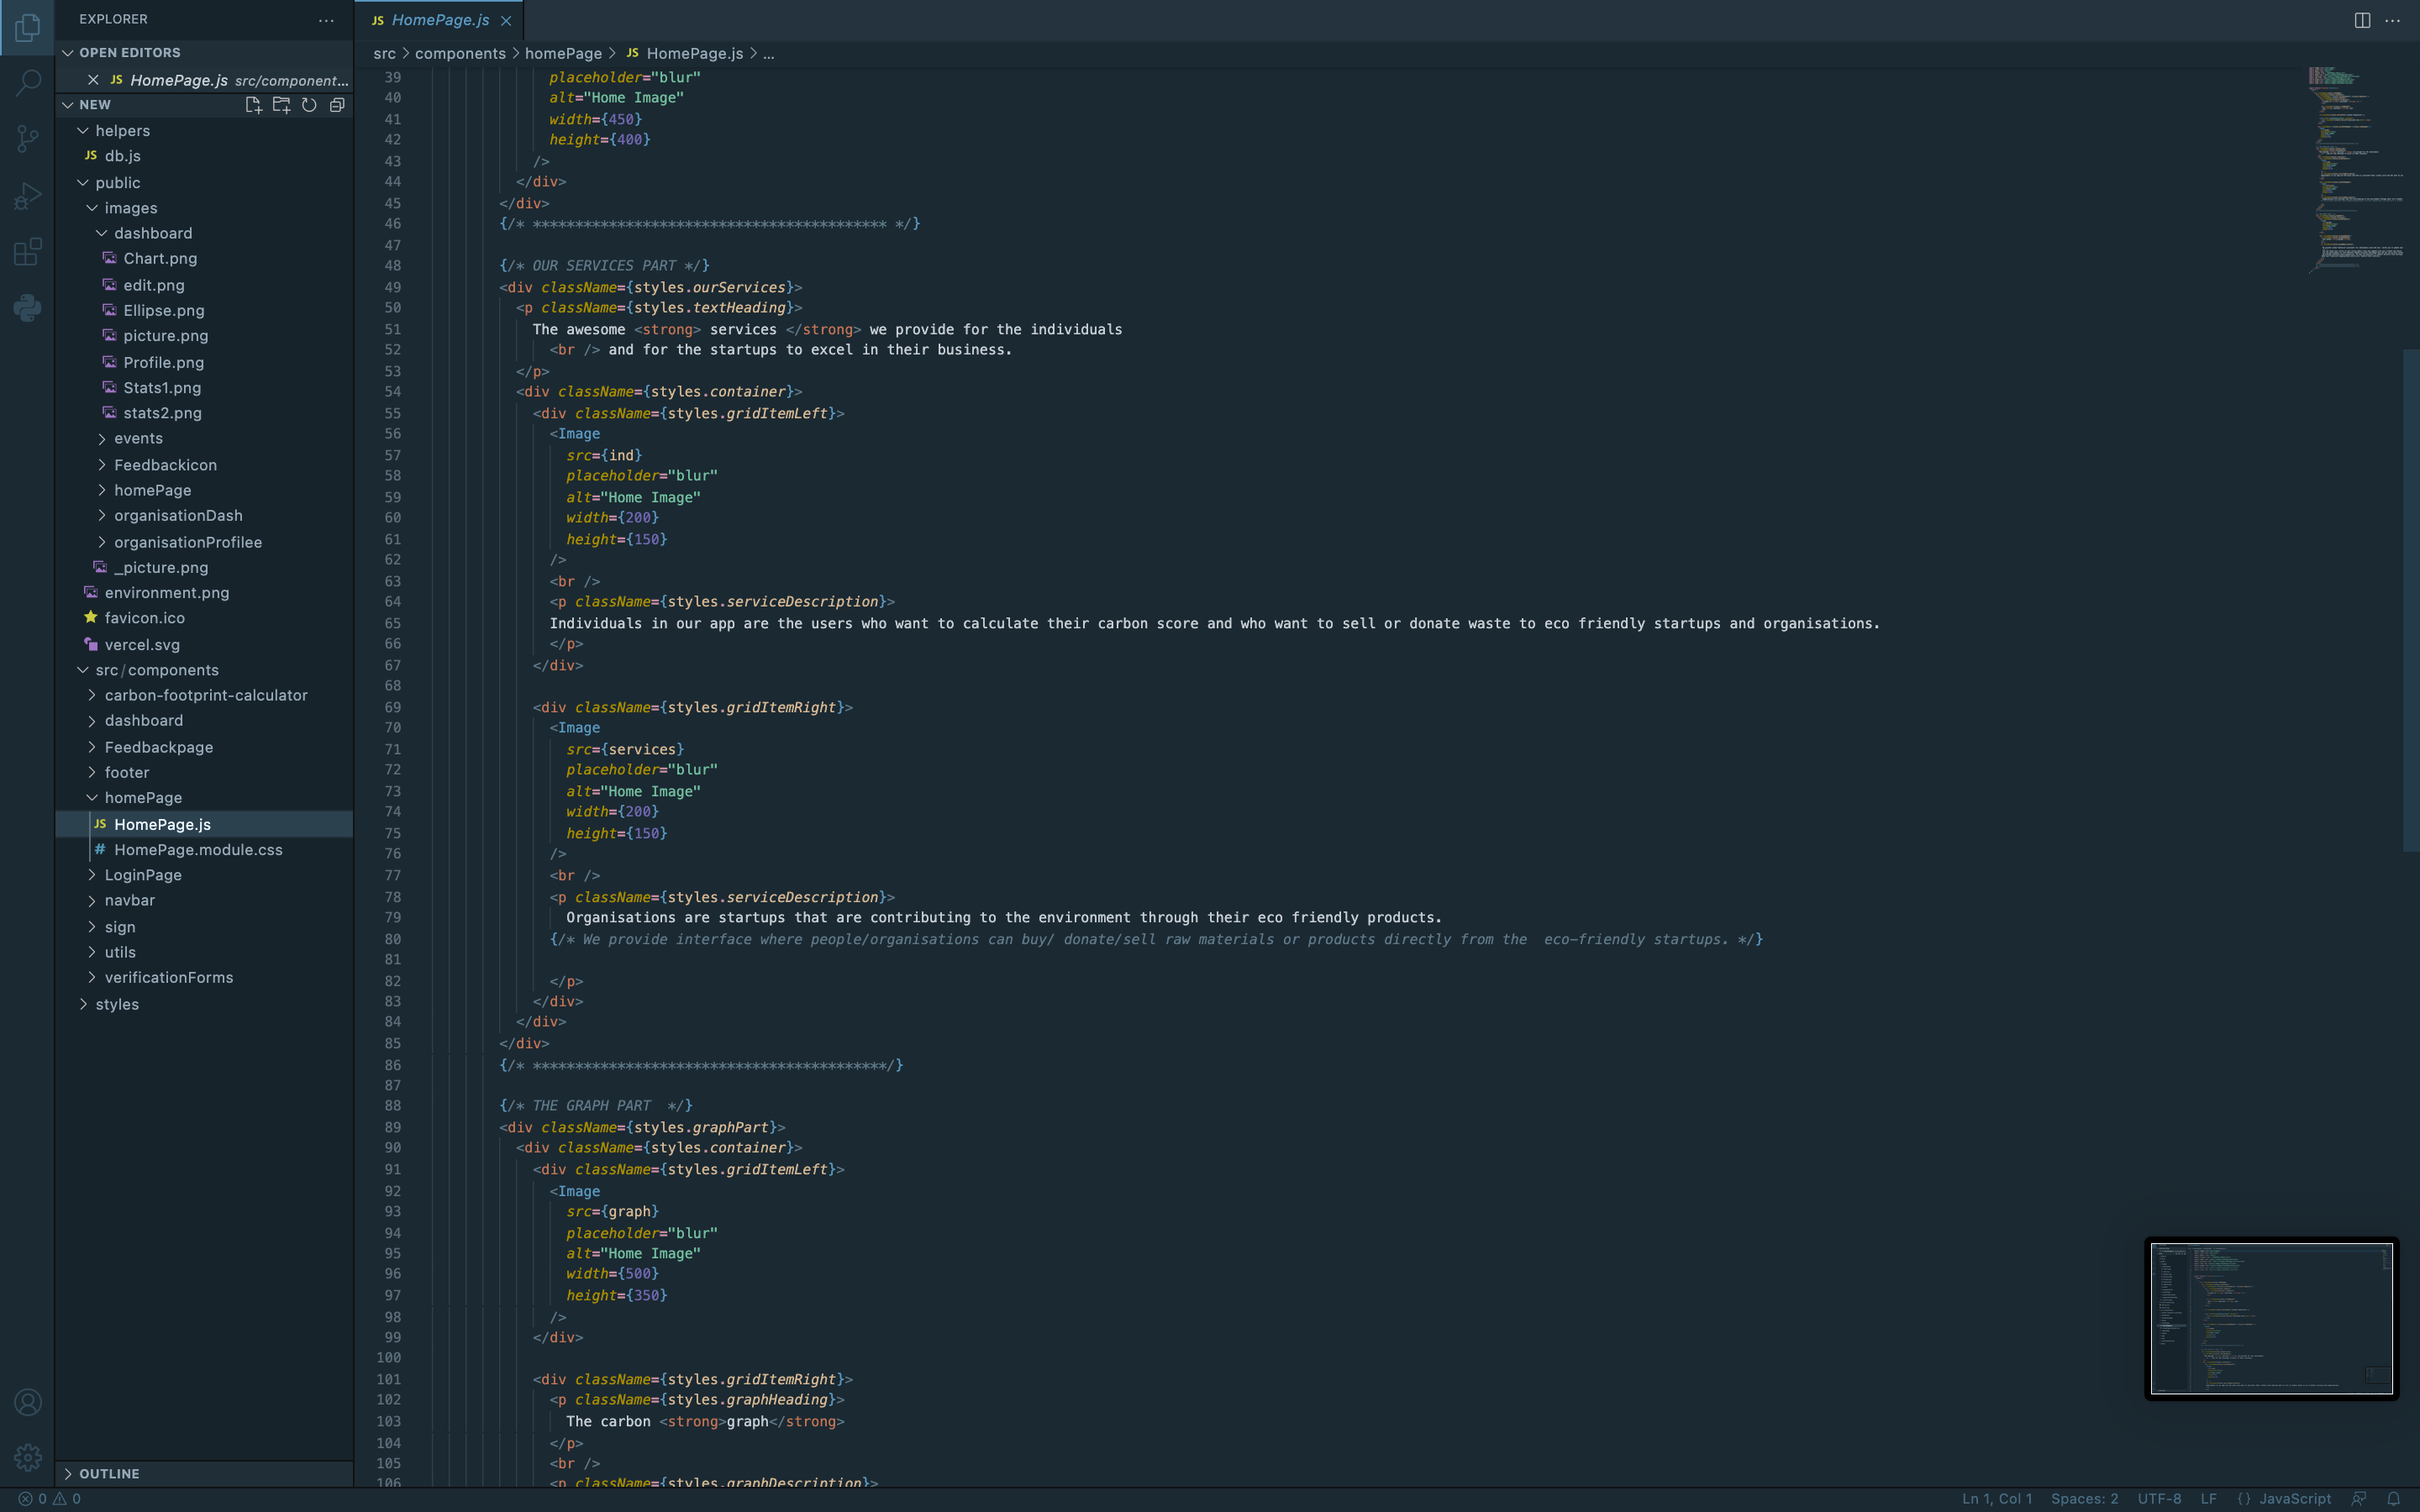 EXPLORER
OPEN EDITORS
JS HomePage.js src/component...
NEW
helpers
JS db.js
public
images
dashboard
Chart.png
edit.png
Ellipse.png
picture.png
Profile.png
Stats1.png
stats2.png
events
Feedbackicon
homePage
organisationDash
organisationProfilee
_picture.png
environment.png
favicon.ico
vercel.svg
src/components
carbon-footprint-calculator
dashboard
Feedbackpage
footer
homePage
JS HomePage.js
# HomePage.module.css
LoginPage
navbar
sign
utils
verificationForms
styles
OUTLINE
JS HomePage.js
src > components > homePage > JS HomePage.js > ...
39 placeholder="blur"
40 alt="Home Image"
41 width={450}
42 height={400}
43 />
44 </div>
45 </div>
46 {/* ****************************************** */}
47
48 {/* OUR SERVICES PART */}
49 <div className={styles.ourServices}>
50 <p className={styles.textHeading}>
51 The awesome <strong> services </strong> we provide for the individuals
52 <br /> and for the startups to excel in their business.
53 </p>
54 <div className={styles.container}>
55 <div className={styles.gridItemLeft}>
56 <Image
57 src={ind}
58 placeholder="blur"
59 alt="Home Image"
60 width={200}
61 height={150}
62 />
63 <br />
64 <p className={styles.serviceDescription}>
65 Individuals in our app are the users who want to calculate their carbon score and who want to sell or donate waste to eco friendly startups and organisations.
66 </p>
67 </div>
68
69 <div className={styles.gridItemRight}>
70 <Image
71 src={services}
72 placeholder="blur"
73 alt="Home Image"
74 width={200}
75 height={150}
76 />
77 <br />
78 <p className={styles.serviceDescription}>
79 Organisations are startups that are contributing to the environment through their eco friendly products.
80 {/* We provide interface where people/organisations can buy/ donate/sell raw materials or products directly from the  eco-friendly startups. */}
81
82 </p>
83 </div>
84 </div>
85 </div>
86 {/* ******************************************/}
87
88 {/* THE GRAPH PART  */}
89 <div className={styles.graphPart}>
90 <div className={styles.container}>
91 <div className={styles.gridItemLeft}>
92 <Image
93 src={graph}
94 placeholder="blur"
95 alt="Home Image"
96 width={500}
97 height={350}
98 />
99 </div>
100
101 <div className={styles.gridItemRight}>
102 <p className={styles.graphHeading}>
103 The carbon <strong>graph</strong>
104 </p>
105 <br />
106 <p className={styles.graphDescription}>
0 0
Ln 1, Col 1 Spaces: 2 UTF-8 LF {} JavaScript